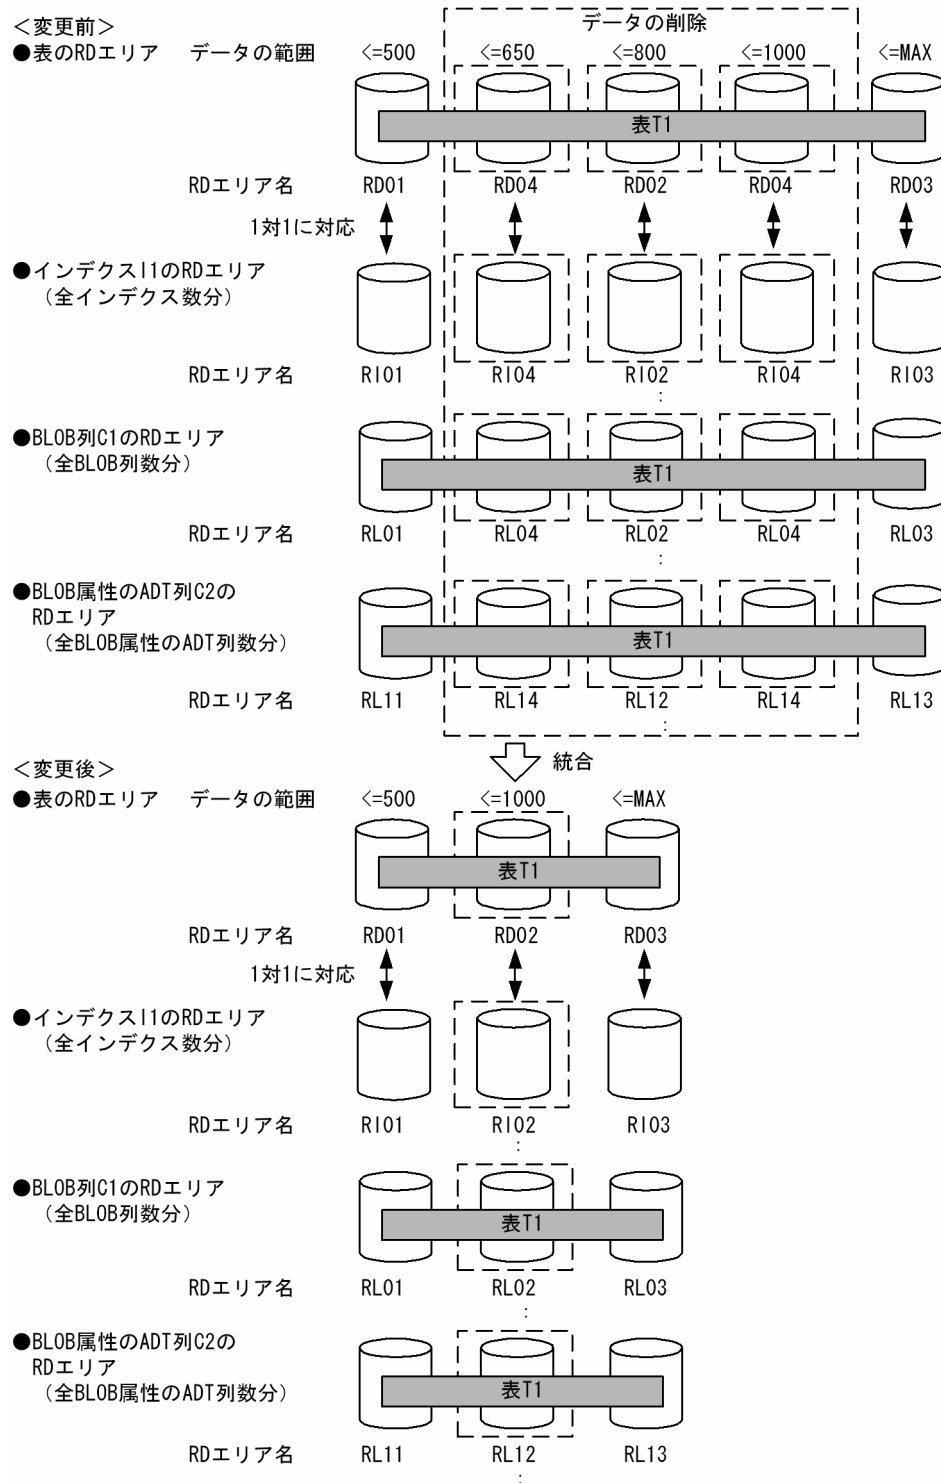 ＜変更前＞
データの削除
●表のRDエリア データの範囲 <=500 <=650 <=800 <=1000 <=MAX
表T1
RDエリア名 RD01 RD04 RD02 RD04 RD03
1対1に対応
●インデクスI1のRDエリア
（全インデクス数分）
RDエリア名 RI01 RI04 RI02 RI04 RI03
:
●BLOB列C1のRDエリア
（全BLOB列数分）
表T1
RDエリア名 RL01 RL04 RL02 RL04 RL03
:
●BLOB属性のADT列C2の
RDエリア
（全BLOB属性のADT列数分）
表T1
RDエリア名 RL11 RL14 RL12 RL14 RL13
:
統合
＜変更後＞
●表のRDエリア データの範囲 <=500 <=1000 <=MAX
表T1
RDエリア名 RD01 RD02 RD03
1対1に対応
●インデクスI1のRDエリア
（全インデクス数分）
RDエリア名 RI01 RI02 RI03
:
●BLOB列C1のRDエリア
（全BLOB列数分）
表T1
RDエリア名 RL01 RL02 RL03
:
●BLOB属性のADT列C2の
RDエリア
（全BLOB属性のADT列数分）
表T1
RDエリア名 RL11 RL12 RL13
: